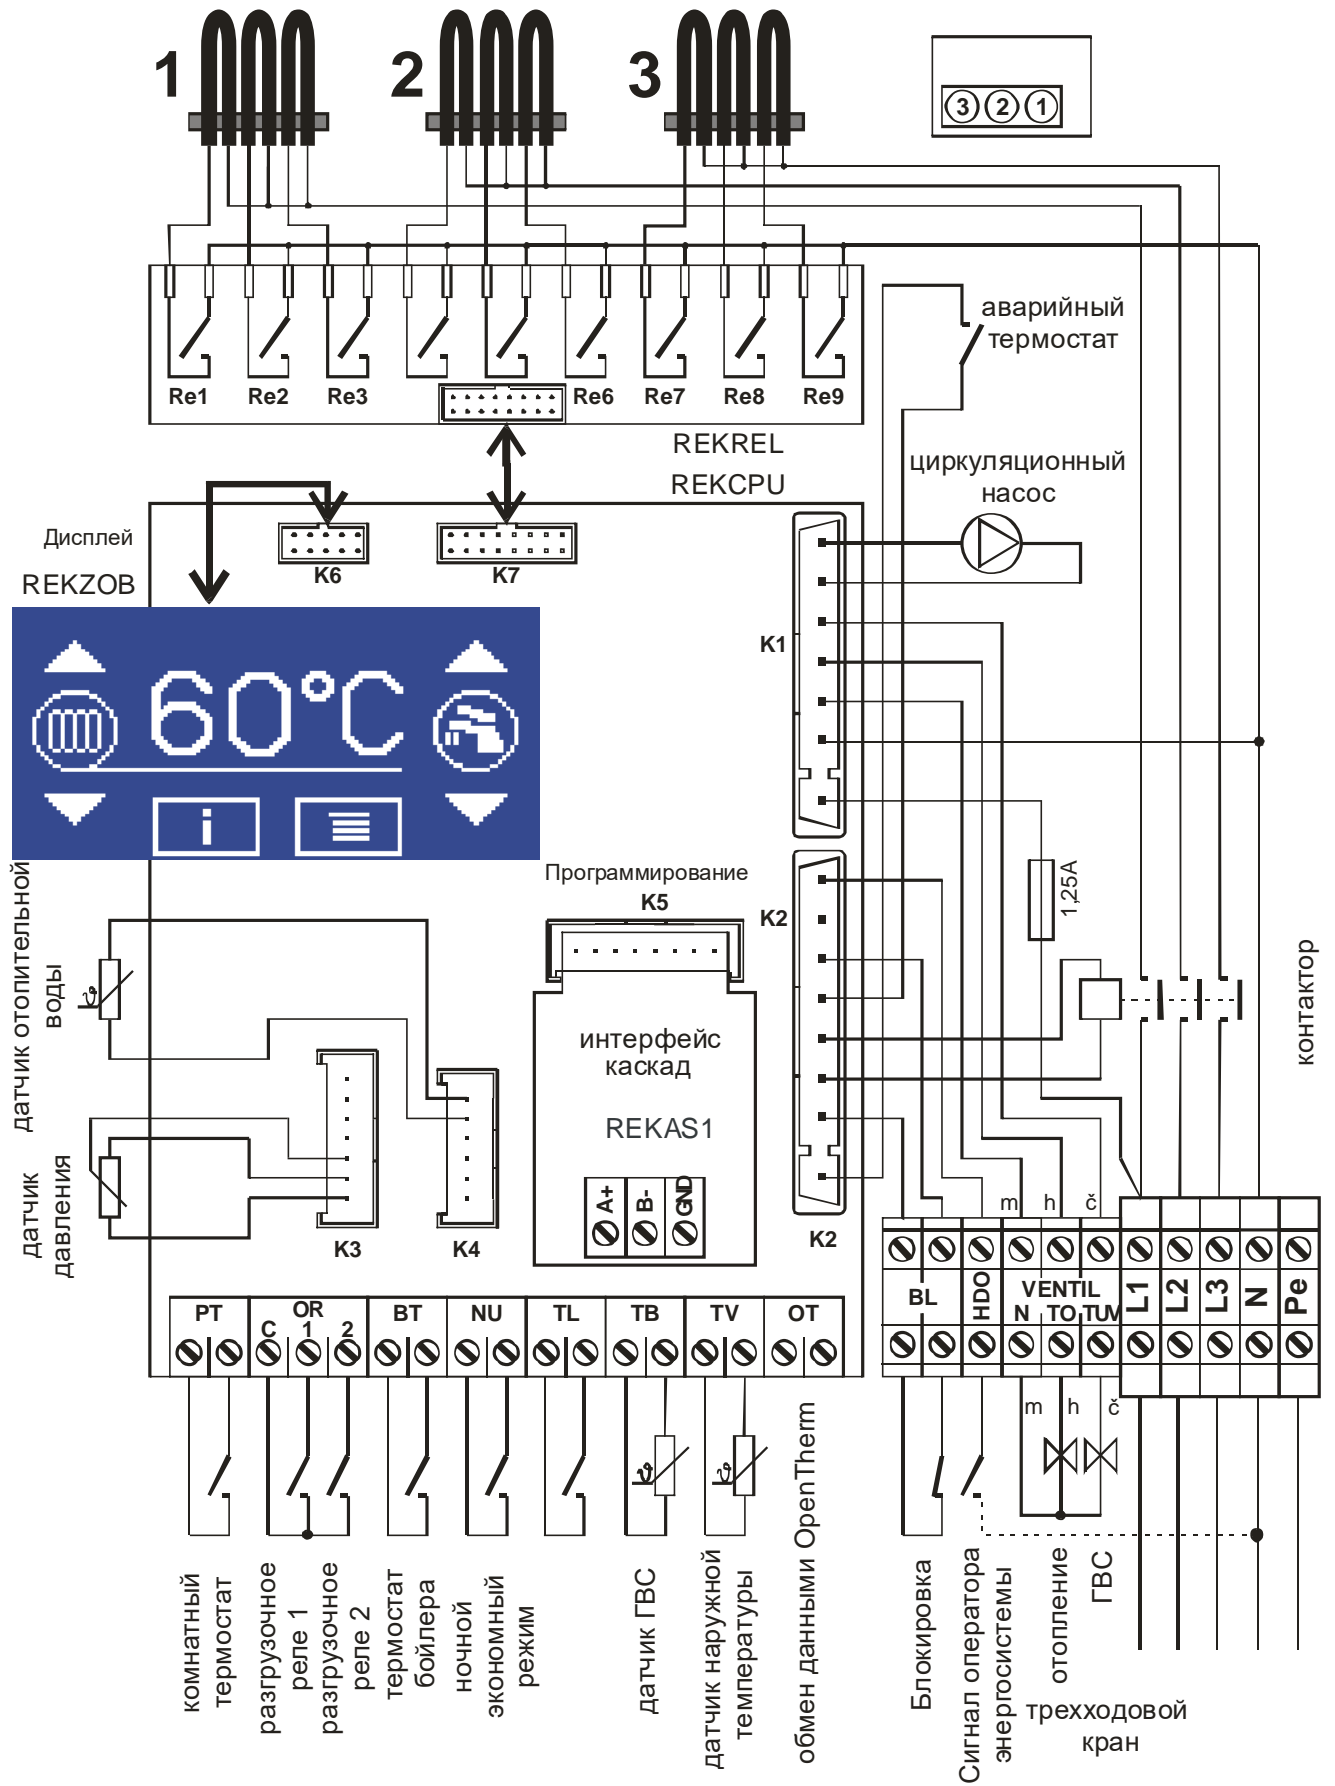 1
2
3
3 2 1
аварийный
термостат
Re1 Re2 Re3 Re6 Re7 Re8 Re9
REKREL
REKCPU
циркуляционный
насос
Дисплей
REKZOB
K6
K7
K1
60°C
i
1,25A
Программирование
K5
K2
датчик отопительной
воды
контактор
интерфейс
каскад
REKAS1
A+ B- GND
датчик
давления
K3
K4
K2
m h č
PT
OR
C 1 2
BT
NU
TL
TB
TV
OT
BL
HDO
VENTIL
N TO TUV
L1
L2
L3
N
Pe
m h č
комнатный
термостат
разгрузочное
реле 1
разгрузочное
реле 2
термостат
бойлера
ночной
экономный
режим
датчик ГВС
датчик наружной
температуры
обмен данными OpenTherm
Блокировка
Сигнал оператора
энергосистемы
отопление
ГВС
трехходовой
кран